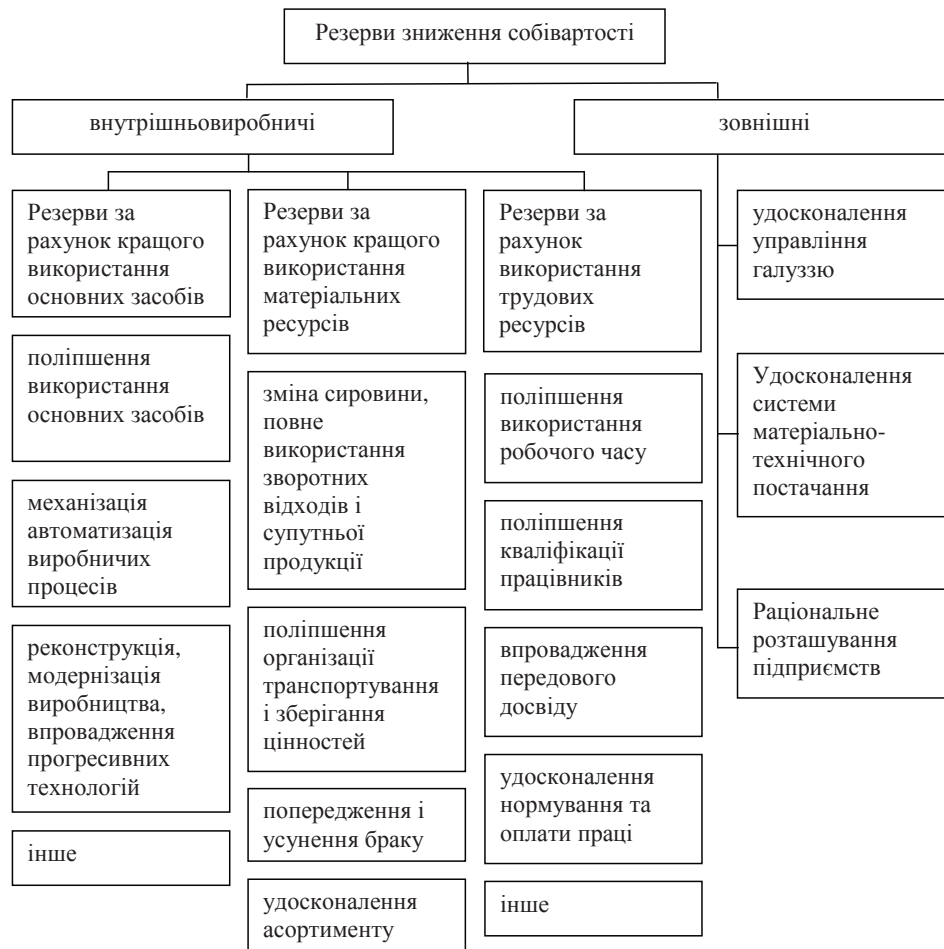 Резерви зниження собівартості
внутрішньовиробничі
зовнішні
Резерви за
рахунок кращого
використання
основних засобів
поліпшення
використання
основних засобів
механізація
автоматизація
виробничих
процесів
реконструкція,
модернізація
виробництва,
впровадження
прогресивних
технологій
інше
Резерви за
рахунок кращого
використання
матеріальних
ресурсів
зміна сировини,
повне
використання
зворотних
відходів і
супутньої
продукції
поліпшення
організації
транспортування
і зберігання
цінностей
попередження і
усунення браку
удосконалення
асортименту
Резерви за
рахунок
використання
трудових
ресурсів
поліпшення
використання
робочого часу
поліпшення
кваліфікації
працівників
впровадження
передового
досвіду
удосконалення
нормування та
оплати праці
інше
удосконалення
управління
галуззю
Удосконалення
системи
матеріально-
технічного
постачання
Раціональне
розташування
підприємств